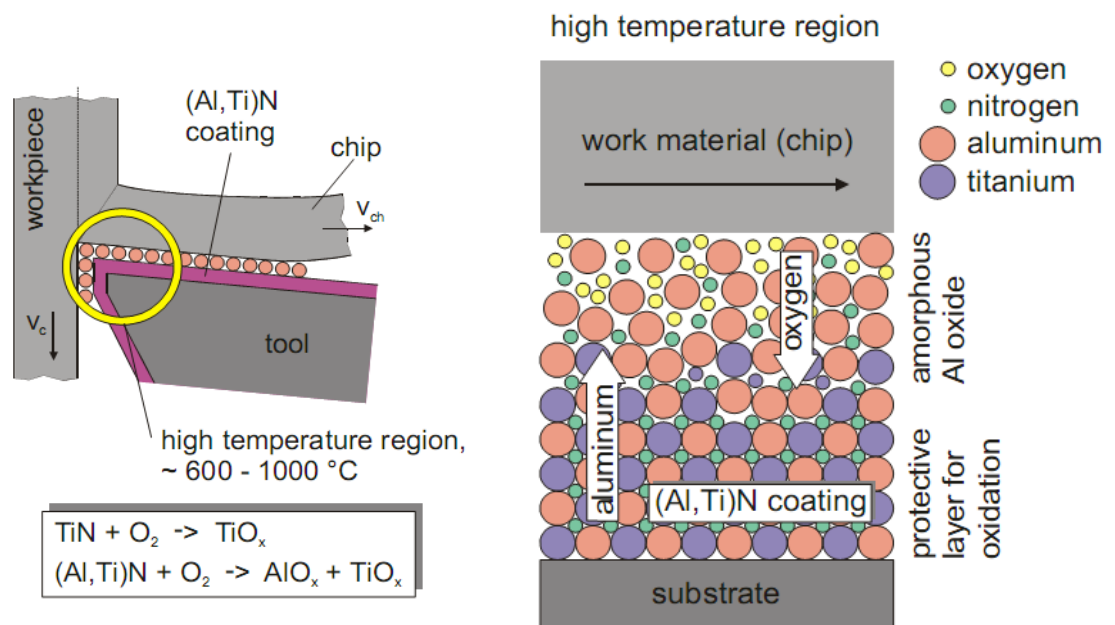 high temperature region
(Al,Ti)N
coating
chip
workpiece
v_ch
v_c
tool
high temperature region,
~ 600 - 1000 °C
TiN + O₂ -> TiOₓ
(Al,Ti)N + O₂ -> AlOₓ + TiOₓ
work material (chip)
oxygen
nitrogen
aluminum
titanium
oxygen
aluminum
(Al,Ti)N coating
substrate
amorphous
Al oxide
protective
layer for
oxidation